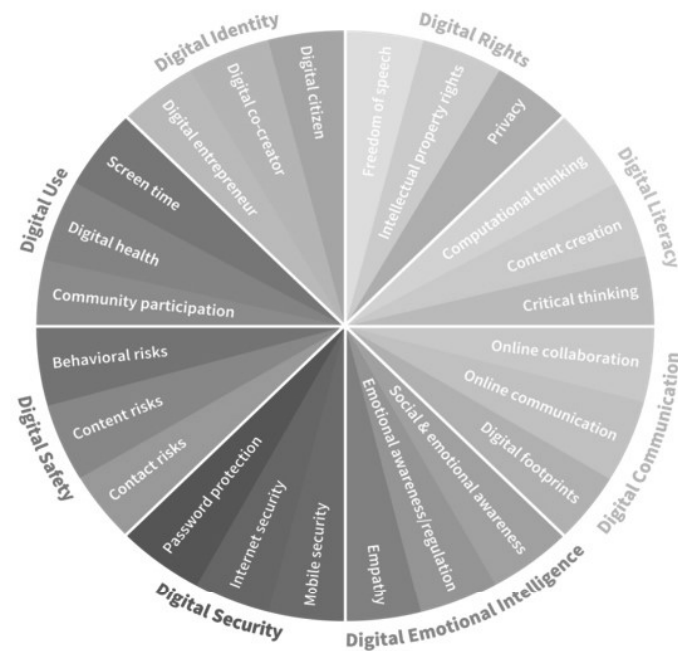 Digital Identity
Digital entrepreneur
Digital co-creator
Digital citizen
Digital Rights
Freedom of speech
Intellectual property rights
Privacy
Digital Literacy
Computational thinking
Content creation
Critical thinking
Digital Communication
Online collaboration
Online communication
Digital footprints
Digital Emotional Intelligence
Social & emotional awareness
Emotional awareness/regulation
Empathy
Digital Security
Mobile security
Internet security
Password protection
Digital Safety
Contact risks
Content risks
Behavioral risks
Digital Use
Community participation
Digital health
Screen time